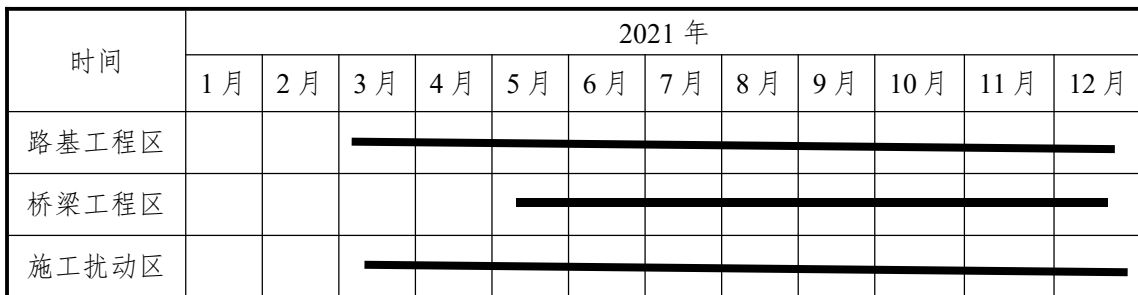 时间
2021 年
1 月 2 月 3 月 4 月 5 月 6 月 7 月 8 月 9 月 10 月 11 月 12 月
路基工程区
桥梁工程区
施工扰动区